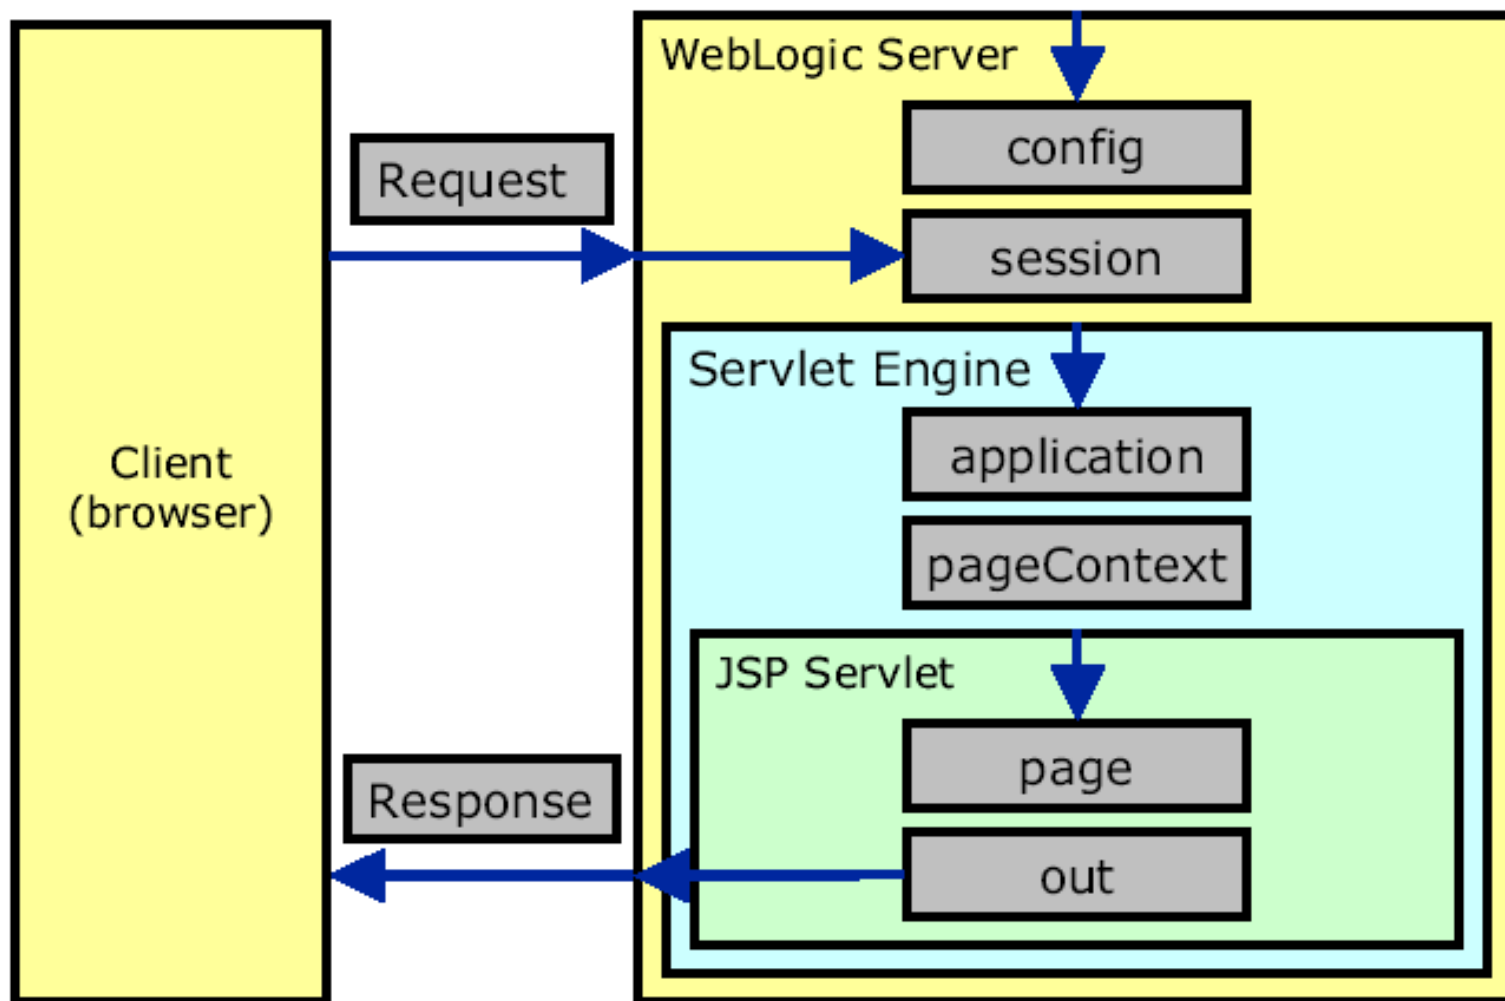 WebLogic Server
config
Request
session
Servlet Engine
application
Client
(browser)
pageContext
JSP Servlet
page
Response
out